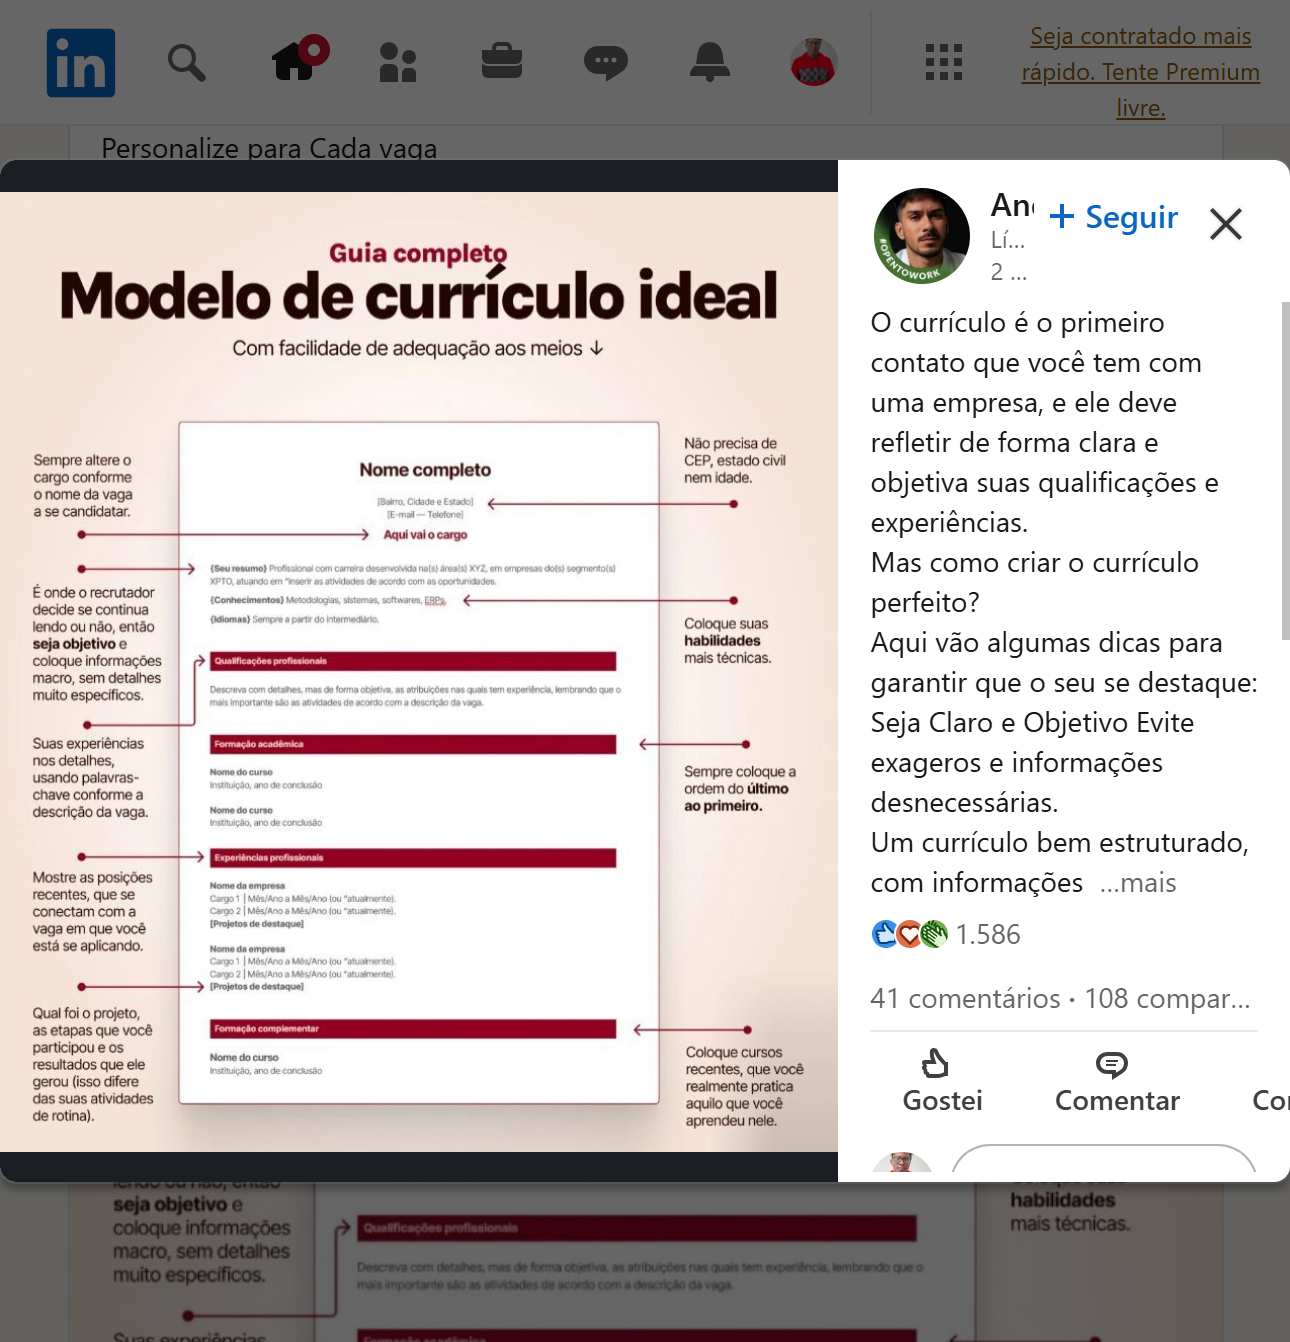 in
Seja contratado mais
rápido. Tente Premium
livre.
Personalize para Cada vaga
Guia completo
Modelo de currículo ideal
Com facilidade de adequação aos meios ↓
Sempre altere o
cargo conforme
o nome da vaga
a se candidatar.
É onde o recrutador
decide se continua
lendo ou não, então
seja objetivo e
coloque informações
macro, sem detalhes
muito específicos.
Suas experiências
nos detalhes,
usando palavras-
chave conforme a
descrição da vaga.
Mostre as posições
recentes, que se
conectam com a
vaga em que você
está se aplicando.
Qual foi o projeto,
as etapas que você
participou e os
resultados que ele
gerou (isso difere
das suas atividades
de rotina).
Nome completo
[Bairro, Cidade e Estado]
[E-mail — Telefone]
Aqui vai o cargo
{Seu resumo} Profissional com carreira desenvolvida na(s) área(s) XYZ, em empresas do(s) segmento(s)
XPTO, atuando em "inserir as atividades de acordo com as oportunidades.
{Conhecimentos} Metodologias, sistemas, softwares, ERPs.
{Idiomas} Sempre a partir do intermediário.
Qualificações profissionais
Descreva com detalhes, mas de forma objetiva, as atribuições nas quais tem experiência, lembrando que o
mais importante são as atividades de acordo com a descrição da vaga.
Formação acadêmica
Nome do curso
Instituição, ano de conclusão
Nome do curso
Instituição, ano de conclusão
Experiências profissionais
Nome da empresa
Cargo 1 | Mês/Ano a Mês/Ano (ou "atualmente).
Cargo 2 | Mês/Ano a Mês/Ano (ou "atualmente).
[Projetos de destaque]
Nome da empresa
Cargo 1 | Mês/Ano a Mês/Ano (ou "atualmente).
Cargo 2 | Mês/Ano a Mês/Ano (ou "atualmente).
[Projetos de destaque]
Formação complementar
Nome do curso
Instituição, ano de conclusão
Não precisa de
CEP, estado civil
nem idade.
Coloque suas
habilidades
mais técnicas.
Sempre coloque a
ordem do último
ao primeiro.
Coloque cursos
recentes, que você
realmente pratica
aquilo que você
aprendeu nele.
#OPENTOWORK
An
Lí...
2 ...
+ Seguir
O currículo é o primeiro
contato que você tem com
uma empresa, e ele deve
refletir de forma clara e
objetiva suas qualificações e
experiências.
Mas como criar o currículo
perfeito?
Aqui vão algumas dicas para
garantir que o seu se destaque:
Seja Claro e Objetivo Evite
exageros e informações
desnecessárias.
Um currículo bem estruturado,
com informações ...mais
1.586
41 comentários • 108 compar...
Gostei
Comentar
Co
lendo ou não, então
seja objetivo e
coloque informações
macro, sem detalhes
muito específicos.
Suas experiências
Qualificações profissionais
Descreva com detalhes, mas de forma objetiva, as atribuições nas quais tem experiência, lembrando que o
mais importante são as atividades de acordo com a descrição da vaga.
Formação acadêmica
Coloque suas
habilidades
mais técnicas.